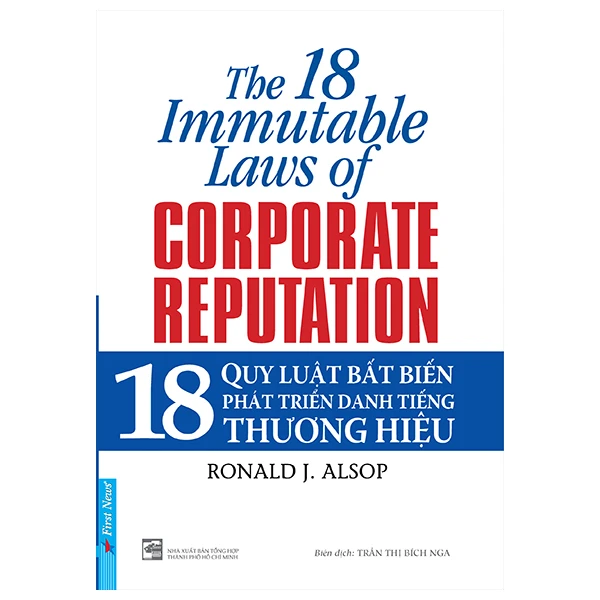 The 18
Immutable
Laws of
CORPORATE
REPUTATION
18
QUY LUẬT BẤT BIẾN
PHÁT TRIỂN DANH TIẾNG
THƯƠNG HIỆU
RONALD J. ALSOP
First News
NHÀ XUẤT BẢN TỔNG HỢP
THÀNH PHỐ HỒ CHÍ MINH
Biên dịch: TRẦN THỊ BÍCH NGA